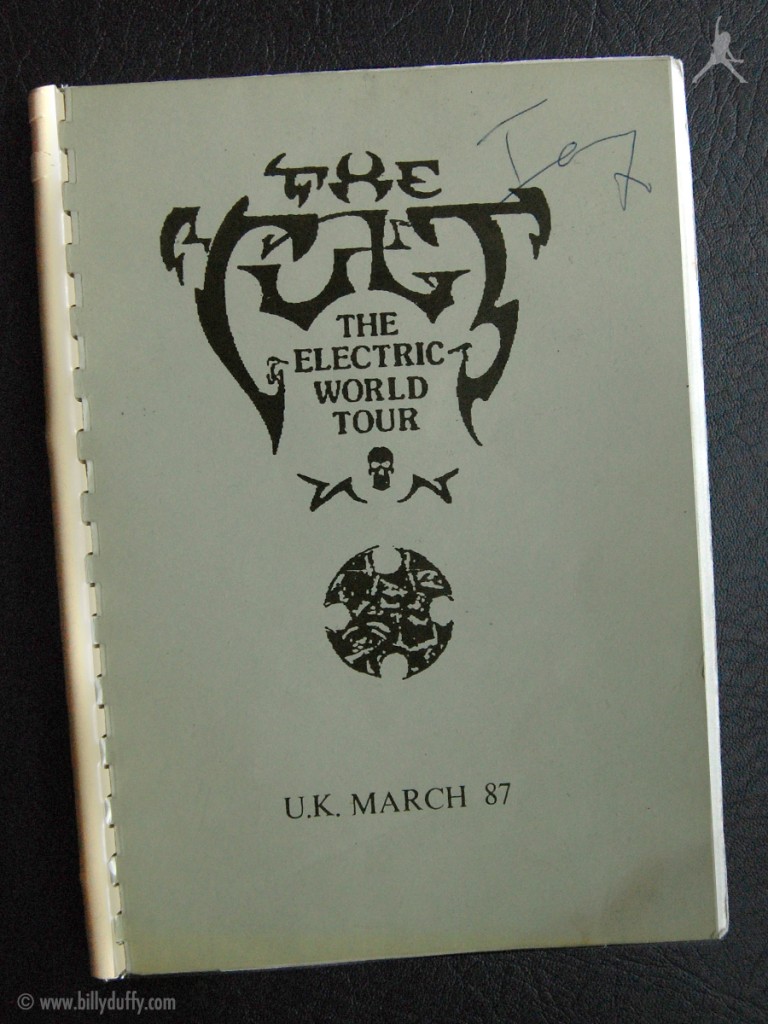 THE
CULT
THE
ELECTRIC
WORLD
TOUR
U.K. MARCH 87
© www.billyduffy.com